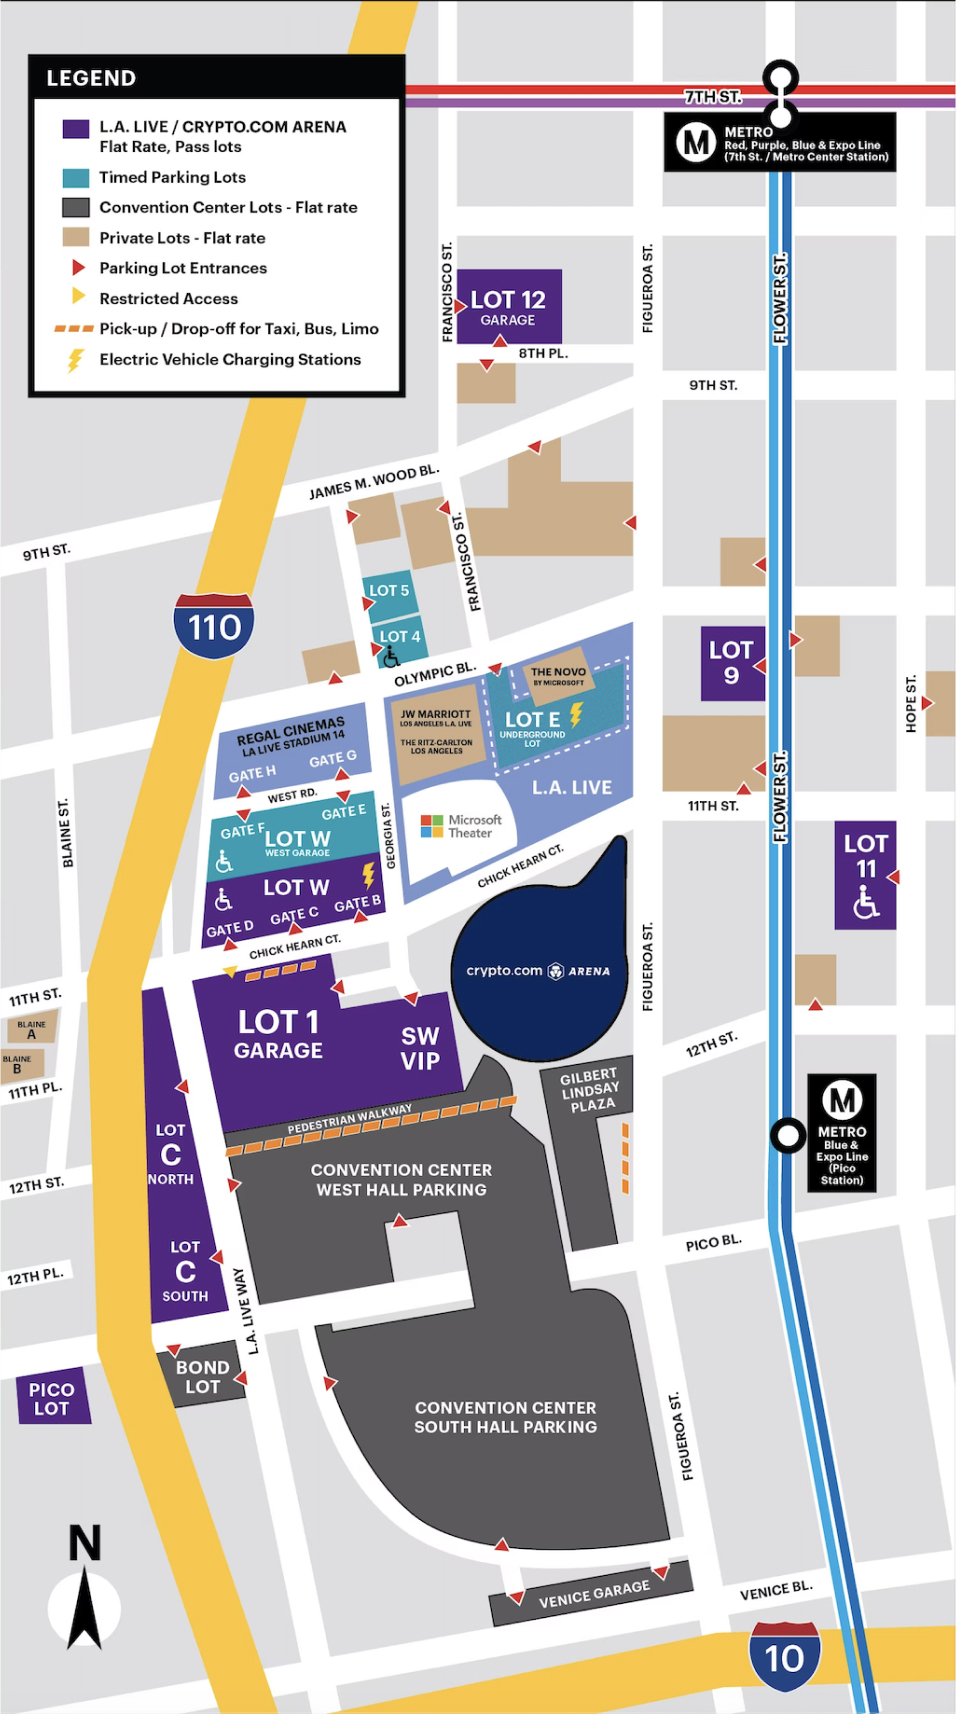 LEGEND
L.A. LIVE / CRYPTO.COM ARENA
Flat Rate, Pass lots
Timed Parking Lots
Convention Center Lots - Flat rate
Private Lots - Flat rate
Parking Lot Entrances
Restricted Access
Pick-up / Drop-off for Taxi, Bus, Limo
Electric Vehicle Charging Stations
7TH ST.
M
METRO
Red, Purple, Blue & Expo Line
(7th St. / Metro Center Station)
FRANCISCO ST.
LOT 12
GARAGE
FIGUEROA ST.
FLOWER ST.
8TH PL.
9TH ST.
JAMES M. WOOD BL.
9TH ST.
FRANCISCO ST.
LOT 5
LOT 4
110
OLYMPIC BL.
THE NOVO
BY MICROSOFT
LOT
9
HOPE ST.
REGAL CINEMAS
LA LIVE STADIUM 14
GATE H
GATE G
JW MARRIOTT
LOS ANGELES L.A. LIVE
THE RITZ-CARLTON
LOS ANGELES
LOT E
UNDERGROUND
LOT
L.A. LIVE
WEST RD.
GATE F
GATE E
LOT W
WEST GARAGE
GEORGIA ST.
Microsoft
Theater
11TH ST.
FLOWER ST.
BLAINE ST.
LOT W
GATE D
GATE C
GATE B
CHICK HEARN CT.
LOT
11
CHICK HEARN CT.
crypto.com ARENA
FIGUEROA ST.
11TH ST.
BLAINE
A
BLAINE
B
11TH PL.
LOT 1
GARAGE
SW
VIP
12TH ST.
GILBERT
LINDSAY
PLAZA
PEDESTRIAN WALKWAY
M
METRO
Blue &
Expo Line
(Pico
Station)
LOT
C
NORTH
CONVENTION CENTER
WEST HALL PARKING
12TH ST.
PICO BL.
12TH PL.
LOT
C
SOUTH
L.A. LIVE WAY
BOND
LOT
PICO
LOT
CONVENTION CENTER
SOUTH HALL PARKING
FIGUEROA ST.
N
VENICE GARAGE
VENICE BL.
10